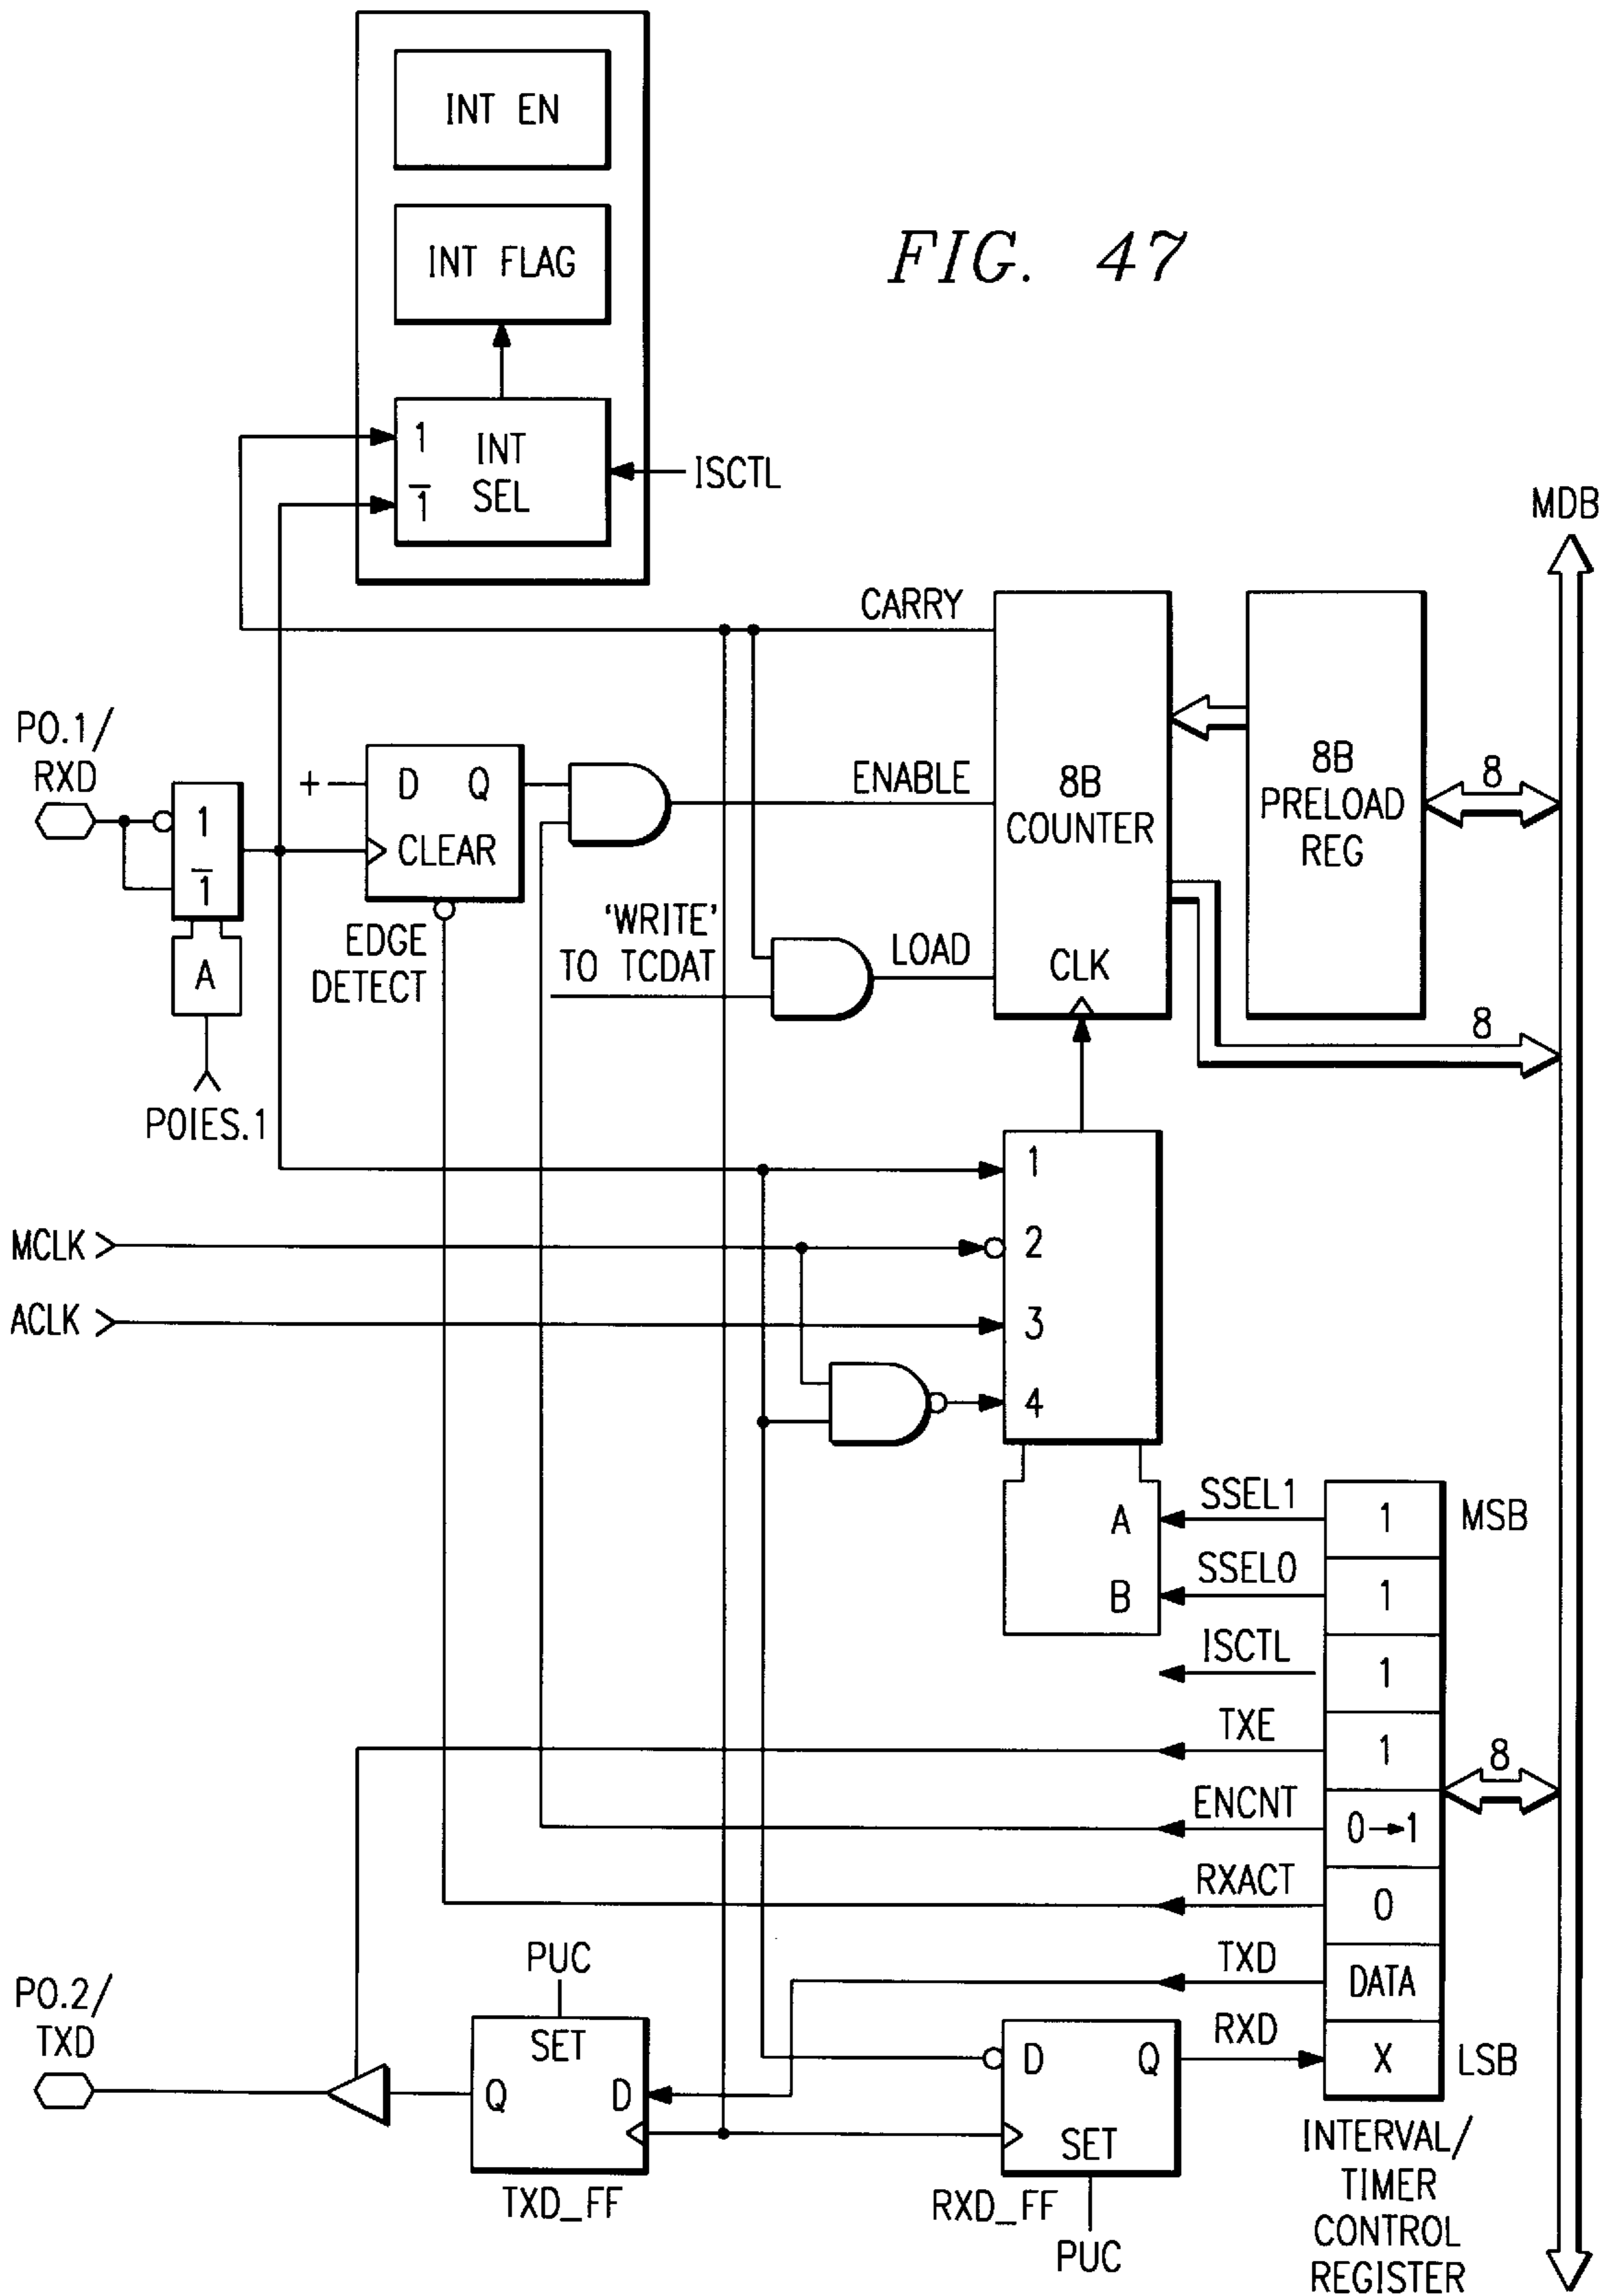 INT EN
INT FLAG
FIG. 47
1
INT
SEL
1
ISCTL
MDB
CARRY
PO.1/
RXD
+
D
Q
CLEAR
ENABLE
8B
COUNTER
8B
PRELOAD
REG
8
1
1
A
EDGE
DETECT
'WRITE'
TO TCDAT
LOAD
CLK
8
POIES.1
1
MCLK
2
ACLK
3
4
SSEL1
A
1
MSB
SSEL0
B
1
ISCTL
1
TXE
1
8
ENCNT
0→1
RXACT
0
PUC
TXD
DATA
PO.2/
TXD
SET
Q
D
RXD
D
Q
X
LSB
SET
TXD_FF
RXD_FF
PUC
INTERVAL/
TIMER
CONTROL
REGISTER